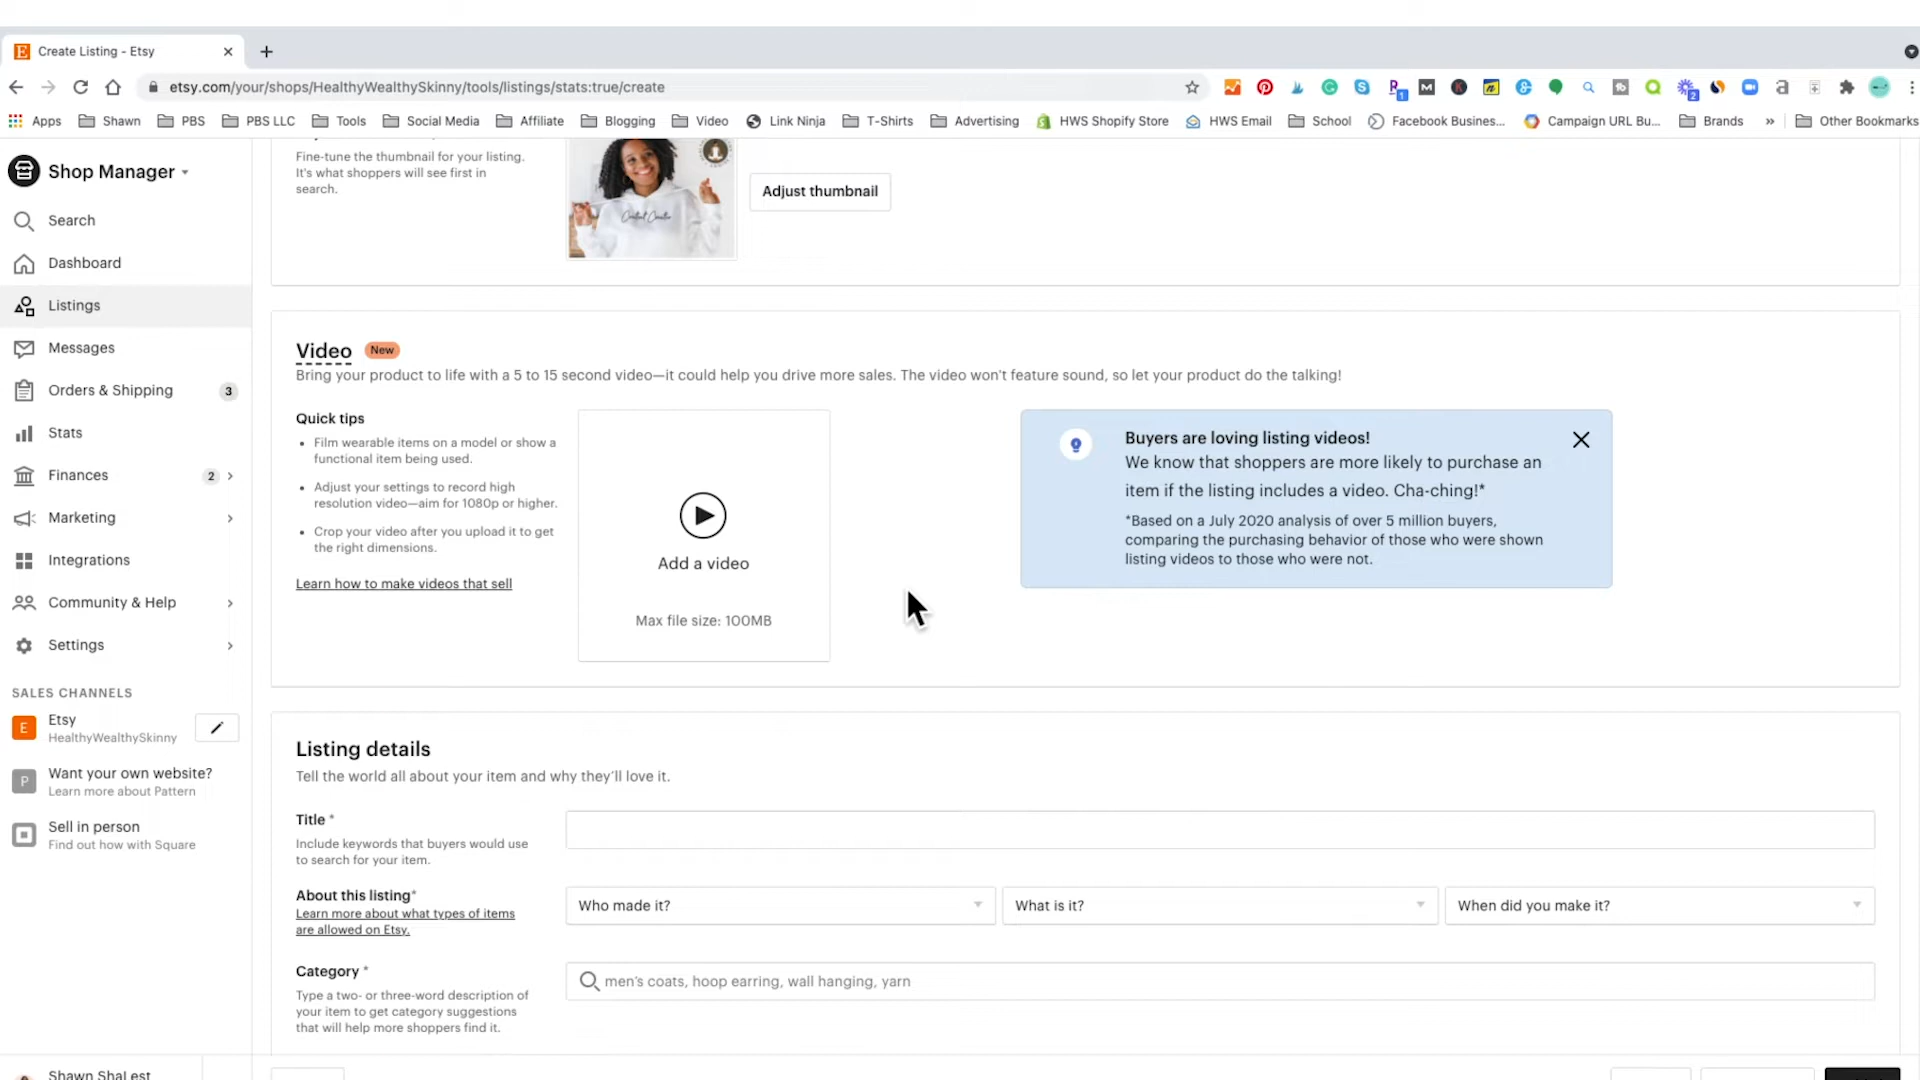 Create Listing - Etsy
etsy.com/your/shops/HealthyWealthySkinny/tools/listings/stats:true/create
Apps Shawn PBS PBS LLC Tools Social Media Affiliate Blogging Video Link Ninja T-Shirts Advertising HWS Shopify Store HWS Email School Facebook Busines... Campaign URL Bu... Brands » Other Bookmarks
Shop Manager
Search
Dashboard
Listings
Messages
Orders & Shipping 3
Stats
Finances 2
Marketing
Integrations
Community & Help
Settings
SALES CHANNELS
Etsy
HealthyWealthySkinny
Want your own website?
Learn more about Pattern
Sell in person
Find out how with Square
Fine-tune the thumbnail for your listing.
It's what shoppers will see first in
search.
Content Creator
Adjust thumbnail
Video New
Bring your product to life with a 5 to 15 second video—it could help you drive more sales. The video won't feature sound, so let your product do the talking!
Quick tips
• Film wearable items on a model or show a
functional item being used.
• Adjust your settings to record high
resolution video—aim for 1080p or higher.
• Crop your video after you upload it to get
the right dimensions.
Learn how to make videos that sell
Add a video
Max file size: 100MB
Buyers are loving listing videos!
We know that shoppers are more likely to purchase an
item if the listing includes a video. Cha-ching!*
*Based on a July 2020 analysis of over 5 million buyers,
comparing the purchasing behavior of those who were shown
listing videos to those who were not.
Listing details
Tell the world all about your item and why they'll love it.
Title *
Include keywords that buyers would use
to search for your item.
About this listing*
Learn more about what types of items
are allowed on Etsy.
Who made it?
What is it?
When did you make it?
Category *
Type a two- or three-word description of
your item to get category suggestions
that will help more shoppers find it.
men's coats, hoop earring, wall hanging, yarn